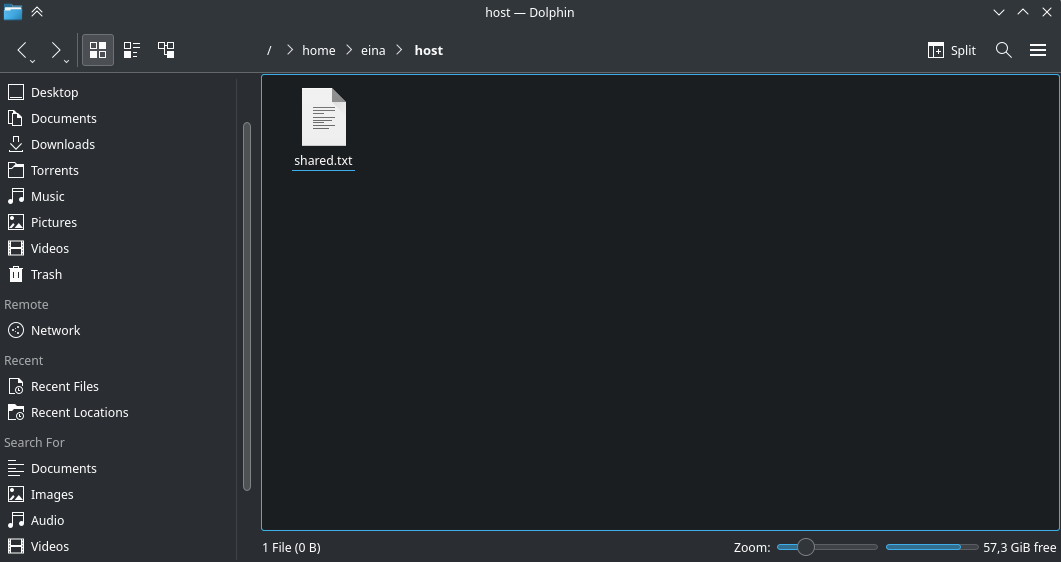 host — Dolphin
/ home eina host
Split
Desktop
Documents
Downloads
Torrents
Music
Pictures
Videos
Trash
Remote
Network
Recent
Recent Files
Recent Locations
Search For
Documents
Images
Audio
Videos
shared.txt
1 File (0 B)
Zoom:
57,3 GiB free